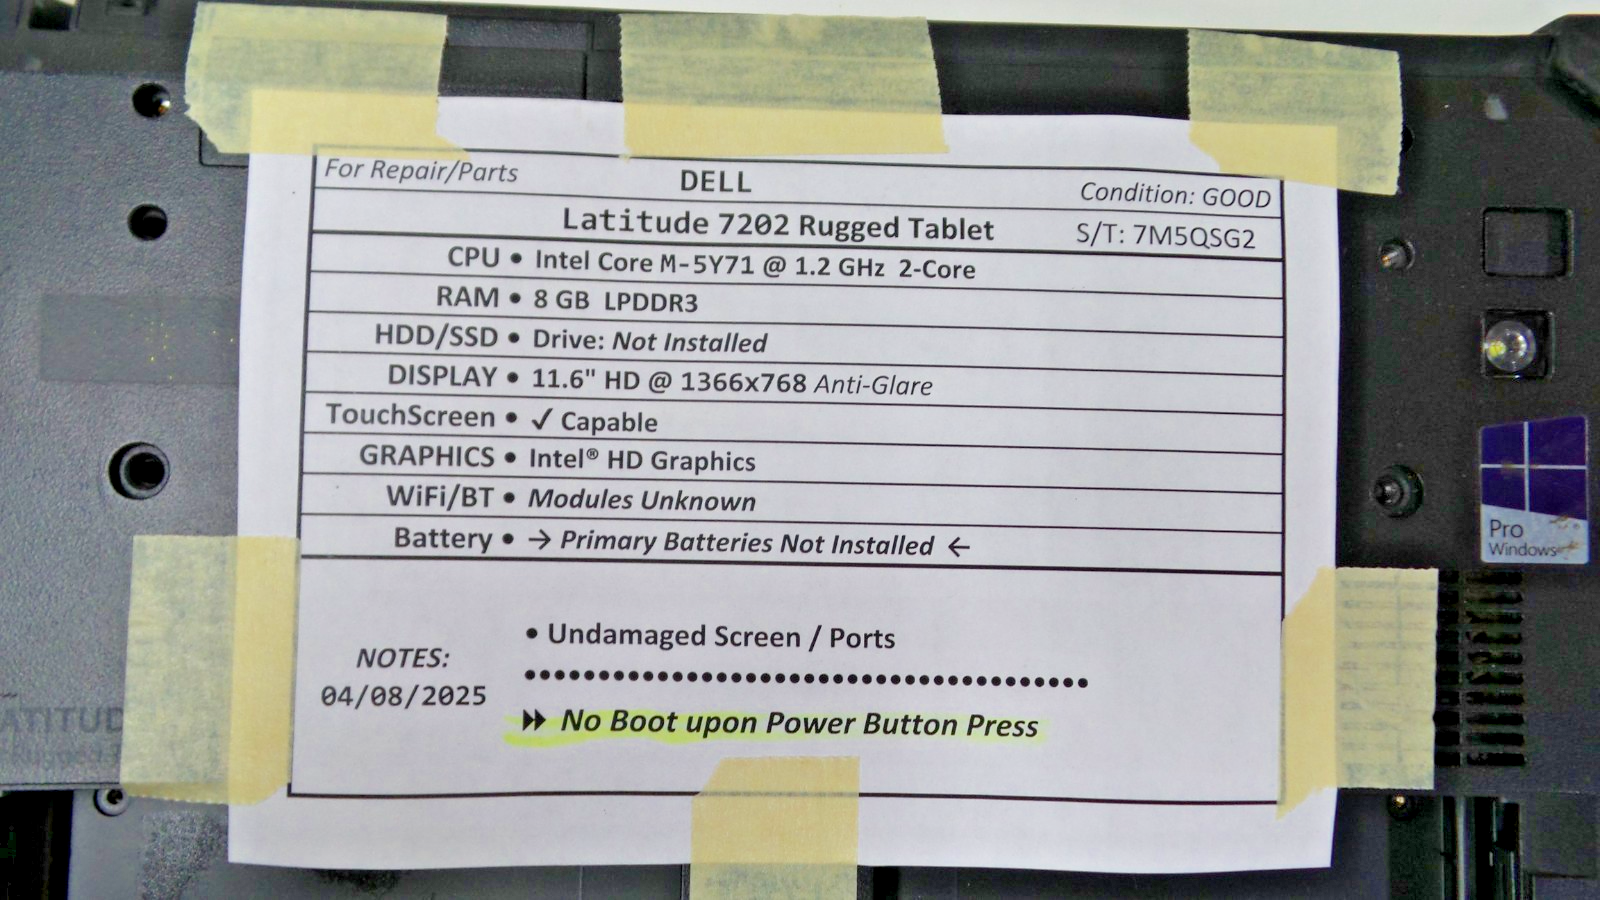 For Repair/Parts DELL Condition: GOOD
Latitude 7202 Rugged Tablet S/T: 7M5QSG2
CPU • Intel Core M-5Y71 @ 1.2 GHz 2-Core
RAM • 8 GB LPDDR3
HDD/SSD • Drive: Not Installed
DISPLAY • 11.6" HD @ 1366x768 Anti-Glare
TouchScreen • ✓ Capable
GRAPHICS • Intel® HD Graphics
WiFi/BT • Modules Unknown
Battery • → Primary Batteries Not Installed ←
• Undamaged Screen / Ports
NOTES:
04/08/2025
•••••••••••••••••••••••••••••••••••••••
▸▸ No Boot upon Power Button Press
Pro
Windows
ATITUD
Rugged